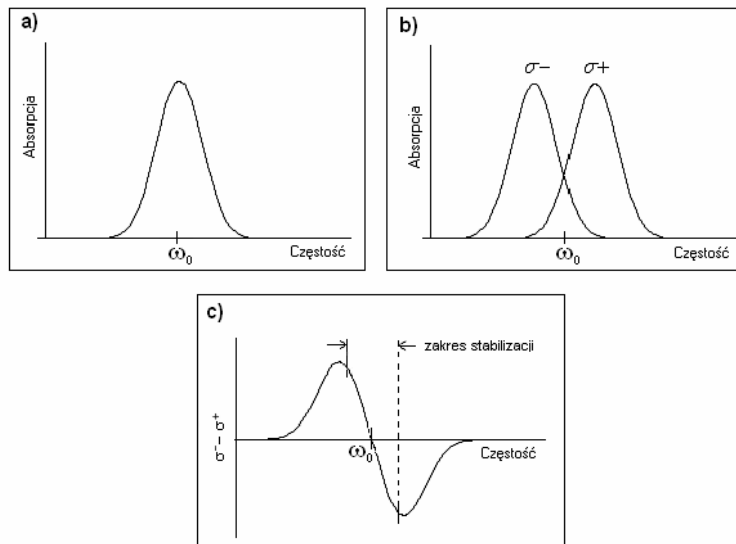 a)
Absorpcja
ω₀
Częstość
b)
σ− σ+
Absorpcja
ω₀
Częstość
c)
zakres stabilizacji
σ⁻− σ⁺
ω₀
Częstość